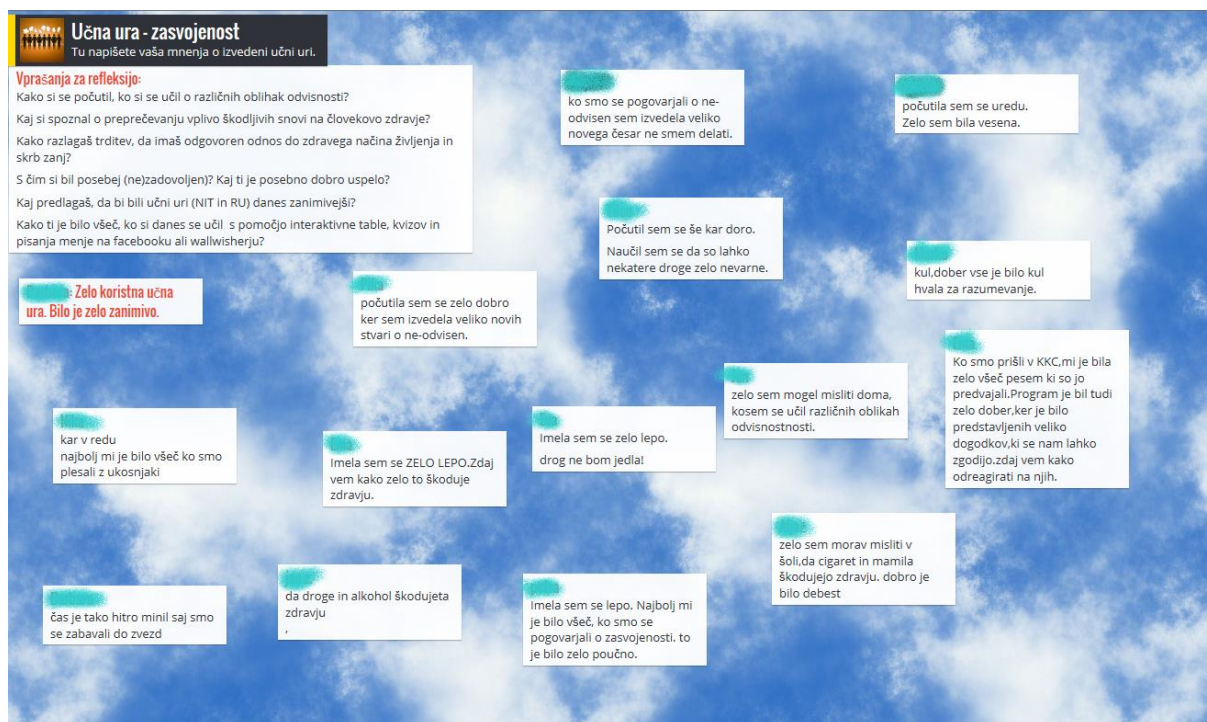 Učna ura - zasvojenost
Tu napišete vaša mnenja o izvedeni učni uri.
Vprašanja za refleksijo:
Kako si se počutil, ko si se učil o različnih oblihak odvisnosti?
Kaj si spoznal o preprečevanju vplivo škodljivih snovi na človekovo zdravje?
Kako razlagaš trditev, da imaš odgovoren odnos do zdravega načina življenja in
skrb zanj?
S čim si bil posebej (ne)zadovoljen)? Kaj ti je posebno dobro uspelo?
Kaj predlagaš, da bi bili učni uri (NIT in RU) danes zanimivejši?
Kako ti je bilo všeč, ko si danes se učil s pomočjo interaktivne table, kvizov in
pisanja menje na facebooku ali wallwisherju?
ko smo se pogovarjali o ne-
odvisen sem izvedela veliko
novega česar ne smem delati.
počutila sem se uredu.
Zelo sem bila vesena.
Počutil sem se še kar doro.
Naučil sem se da so lahko
nekatere droge zelo nevarne.
kul,dober vse je bilo kul
hvala za razumevanje.
: Zelo koristna učna
ura. Bilo je zelo zanimivo.
počutila sem se zelo dobro
ker sem izvedela veliko novih
stvari o ne-odvisen.
Ko smo prišli v KKC,mi je bila
zelo všeč pesem ki so jo
predvajali.Program je bil tudi
zelo dober,ker je bilo
predstavljenih veliko
dogodkov,ki se nam lahko
zgodijo.zdaj vem kako
odreagirati na njih.
zelo sem mogel misliti doma,
kosem se učil različnih oblikah
odvisnostnosti.
kar v redu
najbolj mi je bilo všeč ko smo
plesali z ukosnjaki
Imela sem se ZELO LEPO.Zdaj
vem kako zelo to škoduje
zdravju.
Imela sem se zelo lepo.
drog ne bom jedla!
zelo sem morav misliti v
šoli,da cigaret in mamila
škodujejo zdravju. dobro je
bilo debest
čas je tako hitro minil saj smo
se zabavali do zvezd
da droge in alkohol škodujeta
zdravju
,
Imela sem se lepo. Najbolj mi
je bilo všeč, ko smo se
pogovarjali o zasvojenosti. to
je bilo zelo poučno.